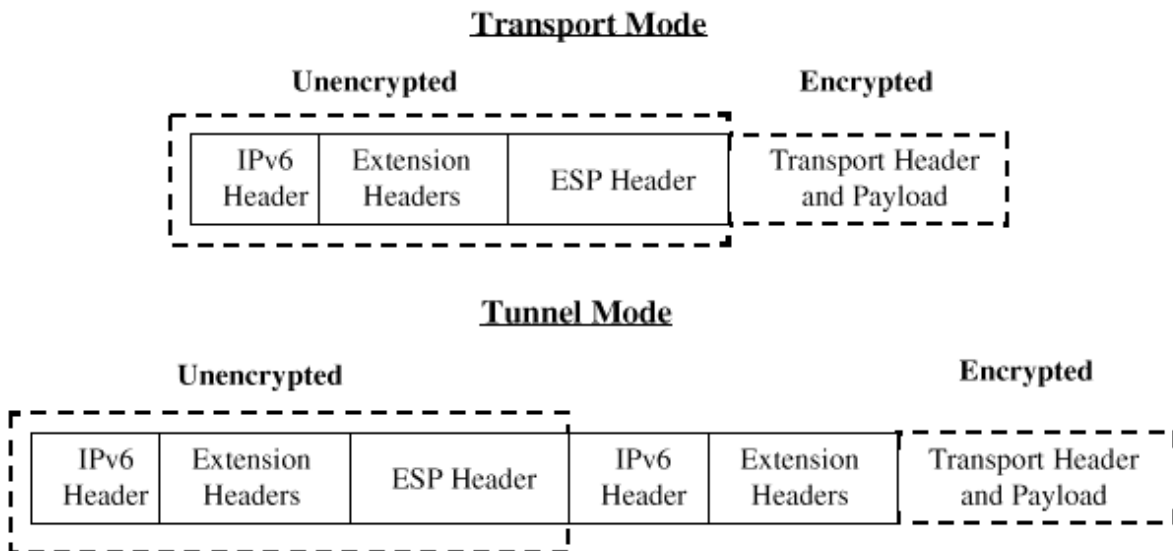 Transport Mode
Unencrypted Encrypted
IPv6 Header
Extension Headers
ESP Header
Transport Header and Payload
Tunnel Mode
Unencrypted Encrypted
IPv6 Header
Extension Headers
ESP Header
IPv6 Header
Extension Headers
Transport Header and Payload